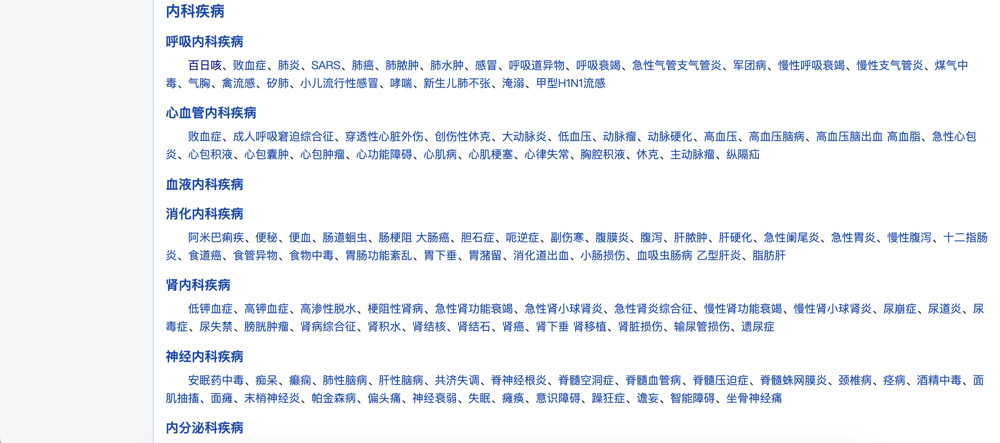 内科疾病
呼吸内科疾病
百日咳、败血症、肺炎、SARS、肺癌、肺脓肿、肺水肿、感冒、呼吸道异物、呼吸衰竭、急性气管支气管炎、军团病、慢性呼吸衰竭、慢性支气管炎、煤气中
毒、气胸、禽流感、矽肺、小儿流行性感冒、哮喘、新生儿肺不张、淹溺、甲型H1N1流感
心血管内科疾病
败血症、成人呼吸窘迫综合征、穿透性心脏外伤、创伤性休克、大动脉炎、低血压、动脉瘤、动脉硬化、高血压、高血压脑病、高血压脑出血 高血脂、急性心包
炎、心包积液、心包囊肿、心包肿瘤、心功能障碍、心肌病、心肌梗塞、心律失常、胸腔积液、休克、主动脉瘤、纵隔疝
血液内科疾病
消化内科疾病
阿米巴痢疾、便秘、便血、肠道蛔虫、肠梗阻 大肠癌、胆石症、呃逆症、副伤寒、腹膜炎、腹泻、肝脓肿、肝硬化、急性阑尾炎、急性胃炎、慢性腹泻、十二指肠
炎、食道癌、食管异物、食物中毒、胃肠功能紊乱、胃下垂、胃潴留、消化道出血、小肠损伤、血吸虫肠病 乙型肝炎、脂肪肝
肾内科疾病
低钾血症、高钾血症、高渗性脱水、梗阻性肾病、急性肾功能衰竭、急性肾小球肾炎、急性肾炎综合征、慢性肾功能衰竭、慢性肾小球肾炎、尿崩症、尿道炎、尿
毒症、尿失禁、膀胱肿瘤、肾病综合征、肾积水、肾结核、肾结石、肾癌、肾下垂 肾移植、肾脏损伤、输尿管损伤、遗尿症
神经内科疾病
安眠药中毒、痴呆、癫痫、肺性脑病、肝性脑病、共济失调、脊神经根炎、脊髓空洞症、脊髓血管病、脊髓压迫症、脊髓蛛网膜炎、颈椎病、痉病、酒精中毒、面
肌抽搐、面瘫、末梢神经炎、帕金森病、偏头痛、神经衰弱、失眠、瘫痪、意识障碍、躁狂症、谵妄、智能障碍、坐骨神经痛
内分泌科疾病